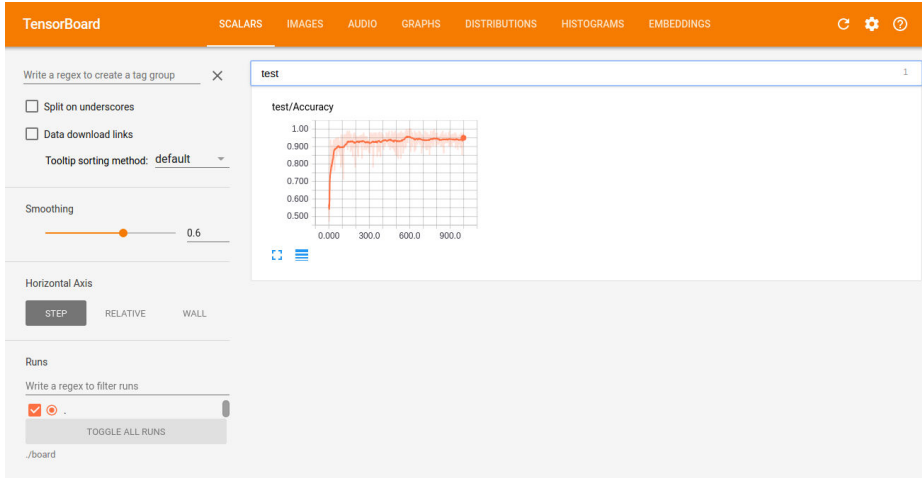 TensorBoard
SCALARS IMAGES AUDIO GRAPHS DISTRIBUTIONS HISTOGRAMS EMBEDDINGS
Write a regex to create a tag group
Split on underscores
Data download links
Tooltip sorting method: default
Smoothing
0.6
Horizontal Axis
STEP RELATIVE WALL
Runs
Write a regex to filter runs
.
TOGGLE ALL RUNS
./board
test 1
test/Accuracy
1.00
0.900
0.800
0.700
0.600
0.500
0.000 300.0 600.0 900.0